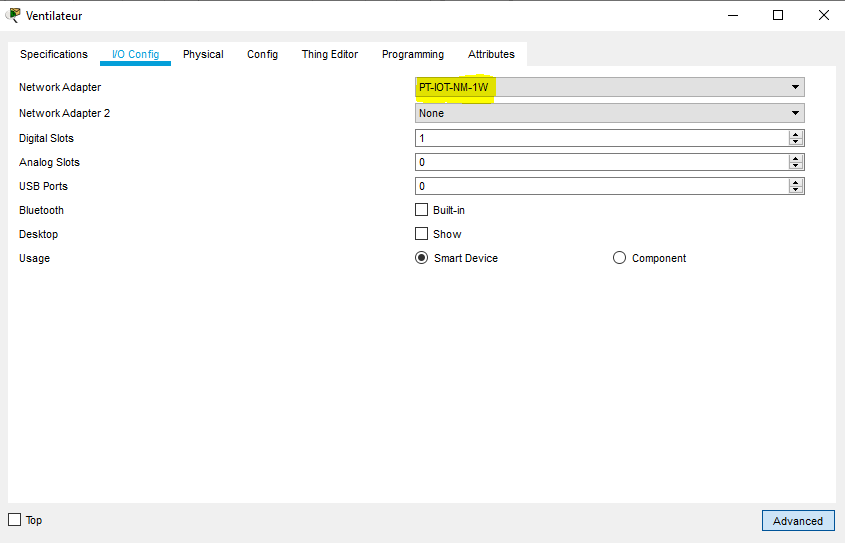 Ventilateur
Specifications I/O Config Physical Config Thing Editor Programming Attributes
Network Adapter PT-IOT-NM-1W
Network Adapter 2 None
Digital Slots 1
Analog Slots 0
USB Ports 0
Bluetooth Built-in
Desktop Show
Usage Smart Device Component
Top Advanced